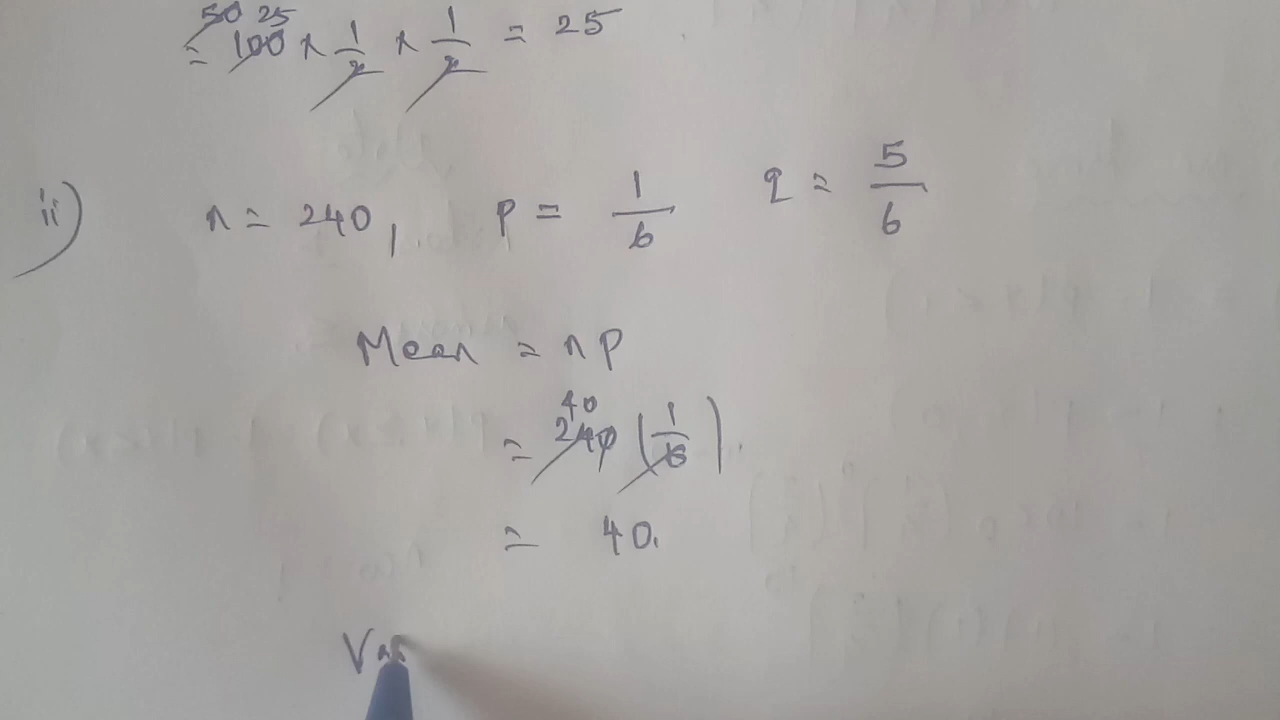 50 25
= 100 x 1/2 x 1/2 = 25
ii) n = 240, p = 1/6 q = 5/6
Mean = np
40
= 240 (1/6).
= 40.
Va